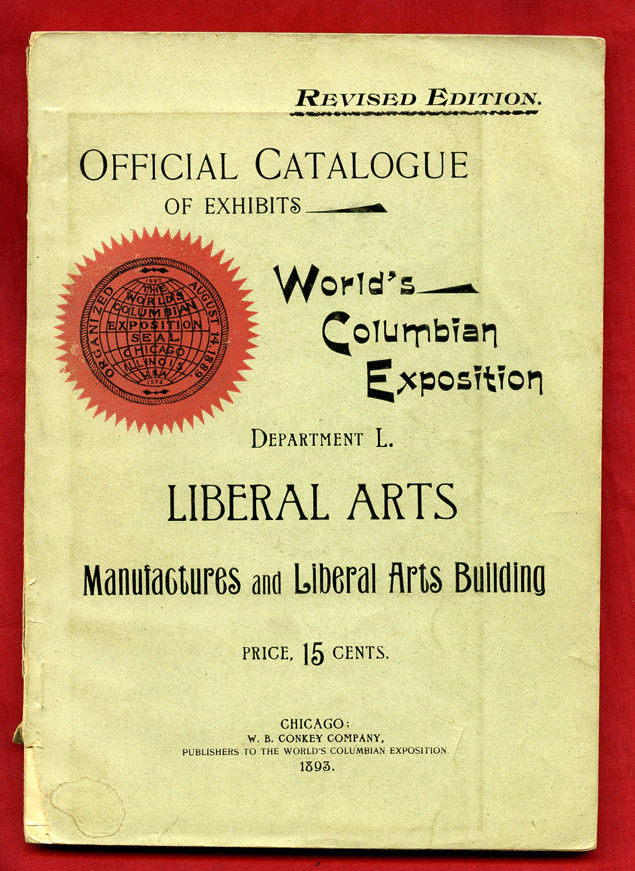 REVISED EDITION.
OFFICIAL CATALOGUE
OF EXHIBITS
World's
Columbian
Exposition
ORGANIZED AUGUST 14, 1889
THE
WORLD'S
COLUMBIAN
EXPOSITION
SEAL
CHICAGO
ILLINOIS
USA
DEPARTMENT L.
LIBERAL ARTS
Manufactures and Liberal Arts Building
PRICE, 15 CENTS.
CHICAGO:
W. B. CONKEY COMPANY,
PUBLISHERS TO THE WORLD'S COLUMBIAN EXPOSITION
1893.